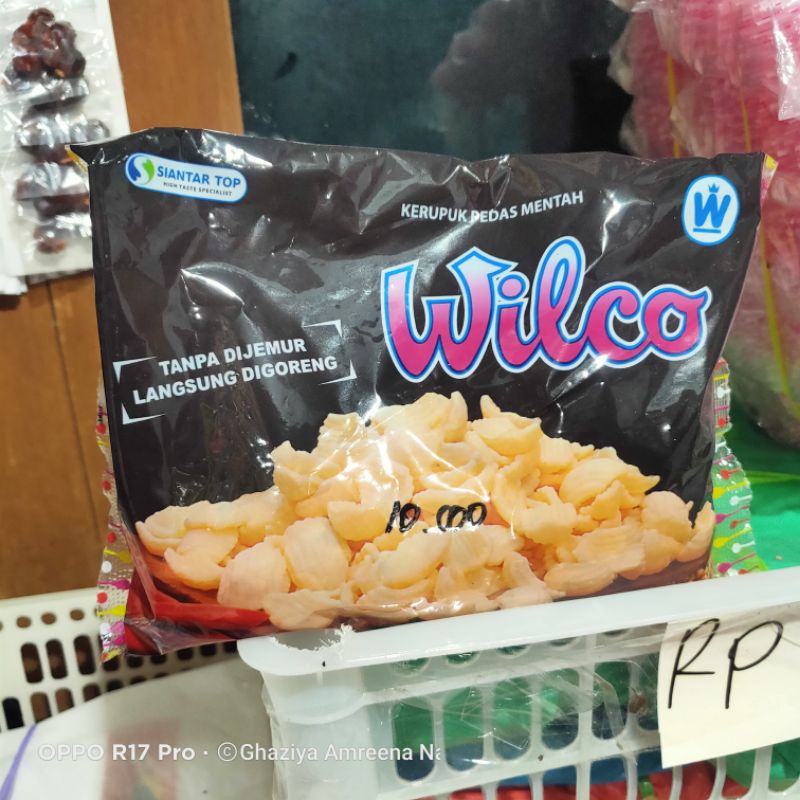 SIANTAR TOP
HIGH TASTE SPECIALIST
KERUPUK PEDAS MENTAH
W
Wilco
TANPA DIJEMUR
LANGSUNG DIGORENG
10.000
RP
OPPO R17 Pro · ©Ghaziya Amreena